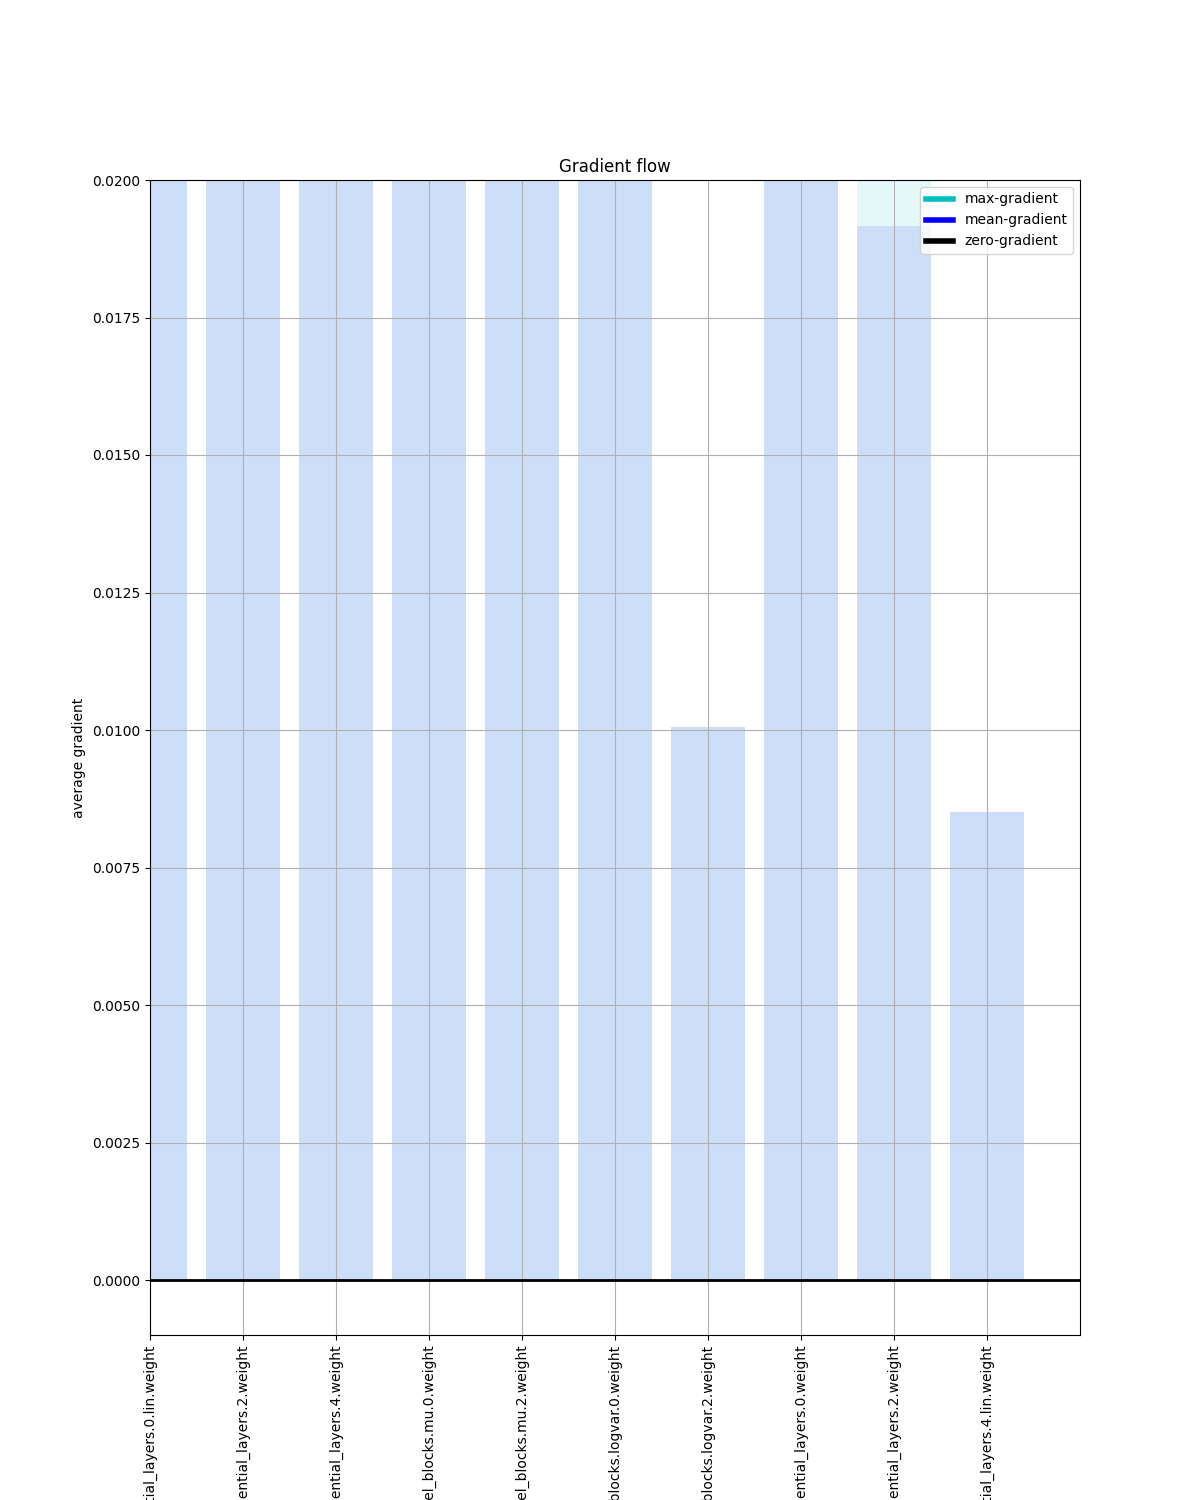 Gradient flow
max-gradient
mean-gradient
zero-gradient
average gradient
0.0200
0.0175
0.0150
0.0125
0.0100
0.0075
0.0050
0.0025
0.0000
tial_layers.0.lin.weight
ential_layers.2.weight
ential_layers.4.weight
el_blocks.mu.0.weight
el_blocks.mu.2.weight
blocks.logvar.0.weight
blocks.logvar.2.weight
ential_layers.0.weight
ential_layers.2.weight
tial_layers.4.lin.weight